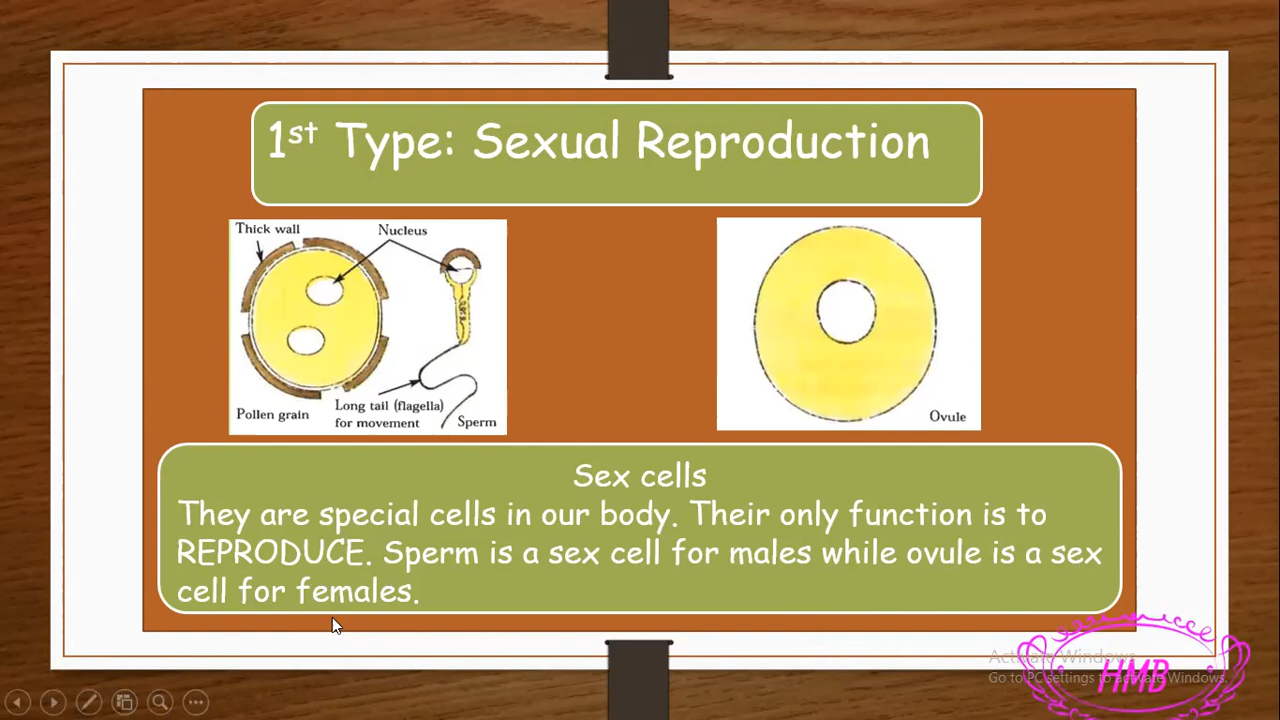 1st Type: Sexual Reproduction
Thick wall
Nucleus
Pollen grain
Long tail (flagella)
for movement
Sperm
Ovule
Sex cells
They are special cells in our body. Their only function is to
REPRODUCE. Sperm is a sex cell for males while ovule is a sex
cell for females.
Activate Windows
Go to PC settings to activate Windows.
HMB